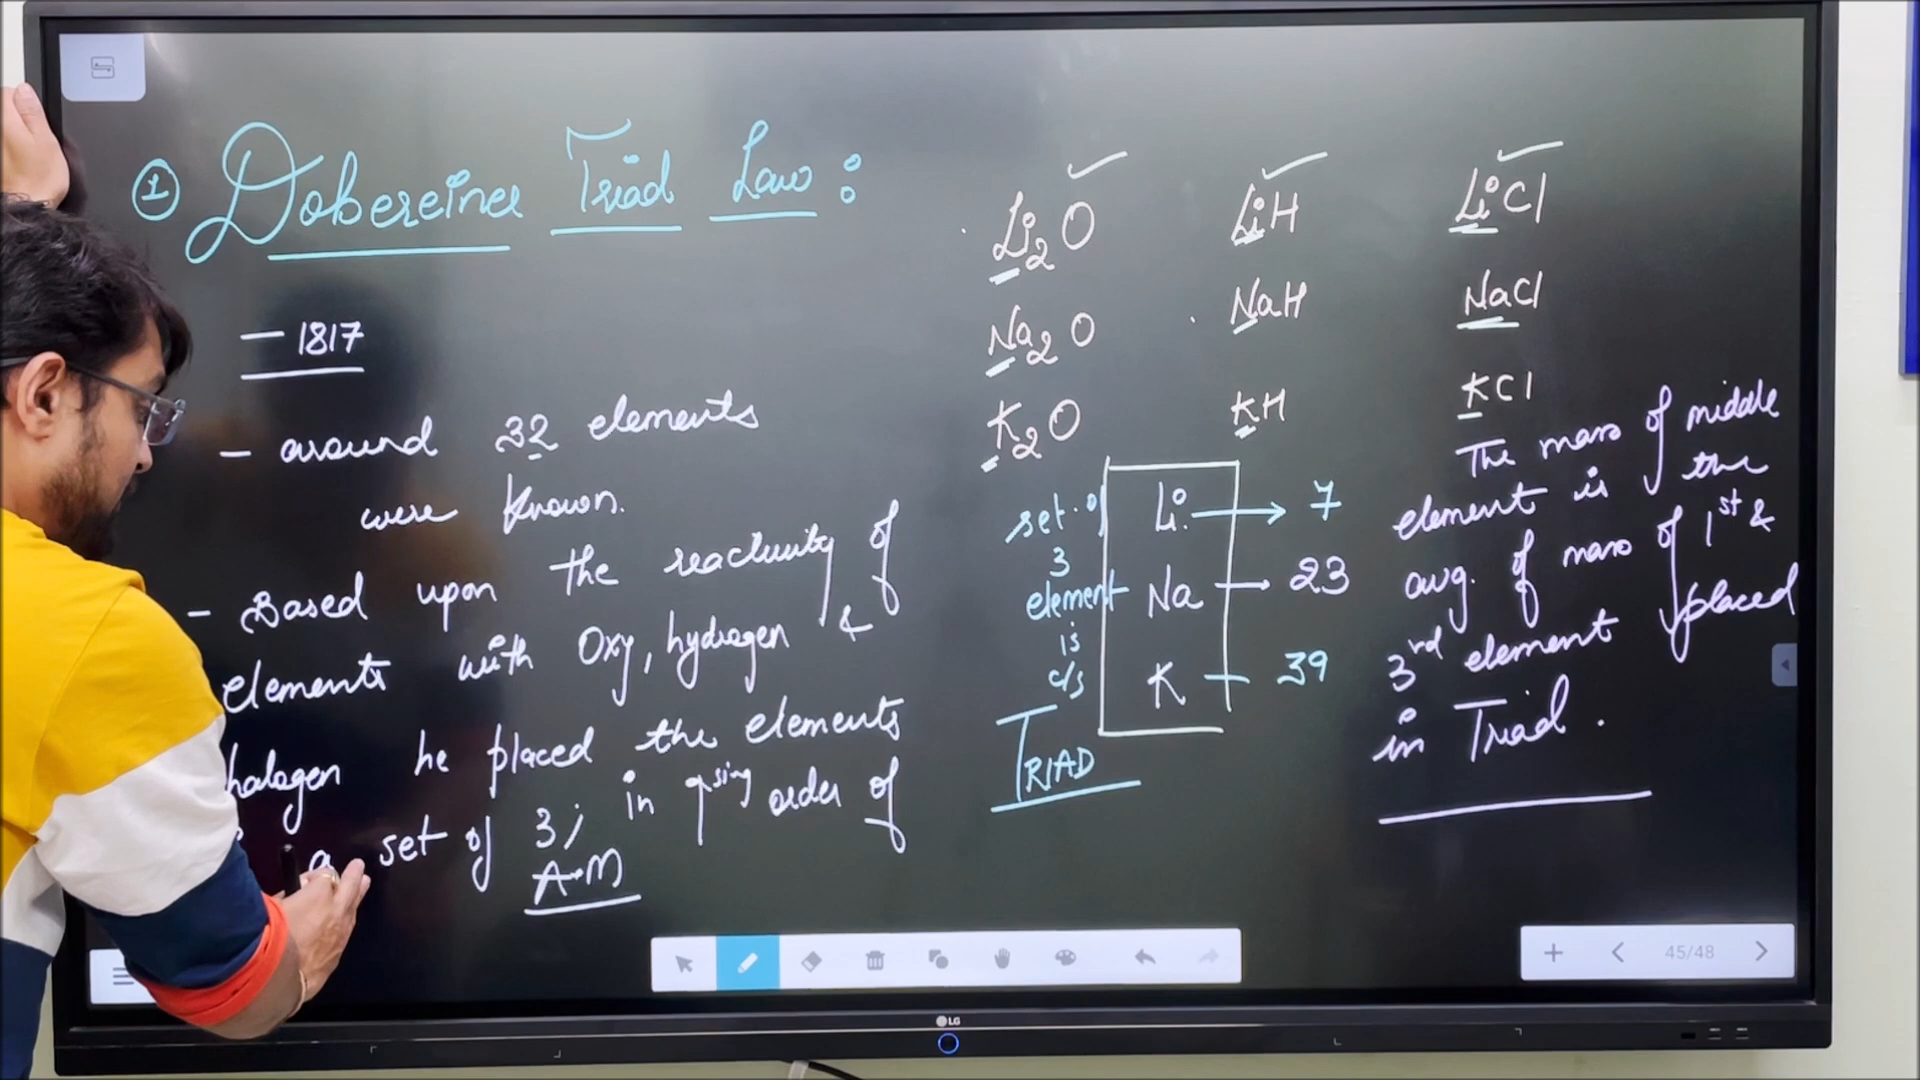 ① Dobereiner Triad Law :
— 1817
— around 32 elements
were known.
— Based upon the reactivity of
elements with Oxy, hydrogen &
halogen he placed the elements
a set of 3; in ↑sing order of
A.M
Li2O LiH LiCl
Na2O NaH NaCl
K2O KH KCl
set of
3
element
is
c/s
TRIAD
Li → 7
Na → 23
K — 39
The mass of middle
element is the
avg. of mass of 1st &
3rd element placed
in Triad.
45/48
LG